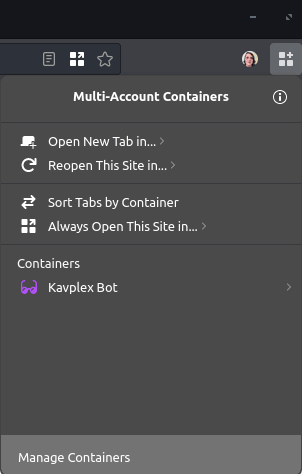 Multi-Account Containers
Open New Tab in...
Reopen This Site in...
Sort Tabs by Container
Always Open This Site in...
Containers
Kavplex Bot
Manage Containers